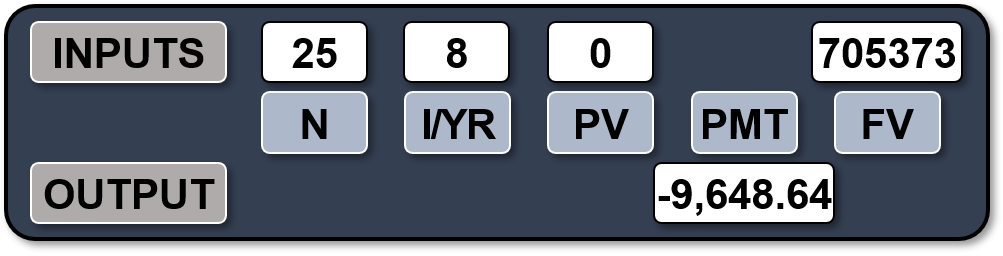 INPUTS 25 8 0 705373
N I/YR PV PMT FV
OUTPUT -9,648.64